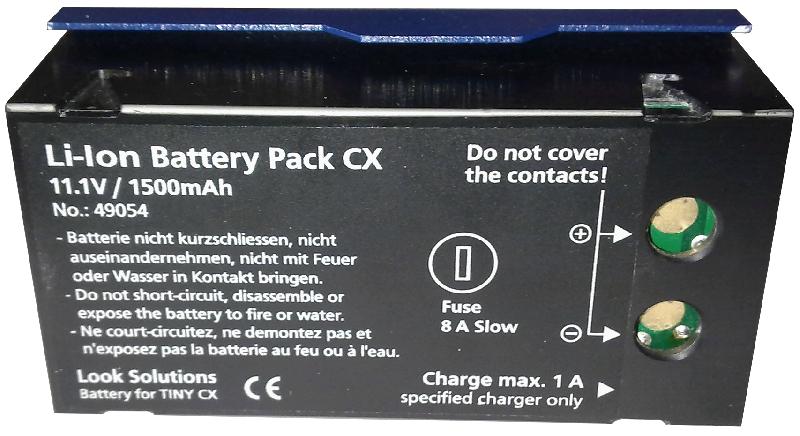 Li-Ion Battery Pack CX
11.1V / 1500mAh
No.: 49054
- Batterie nicht kurzschliessen, nicht
auseinandernehmen, nicht mit Feuer
oder Wasser in Kontakt bringen.
- Do not short-circuit, disassemble or
expose the battery to fire or water.
- Ne court-circuitez, ne demontez pas et
n'exposez pas la batterie au feu ou à l'eau.
Look Solutions
Battery for TINY CX
CE
Fuse
8 A Slow
Do not cover
the contacts!
+
-
Charge max. 1 A
specified charger only